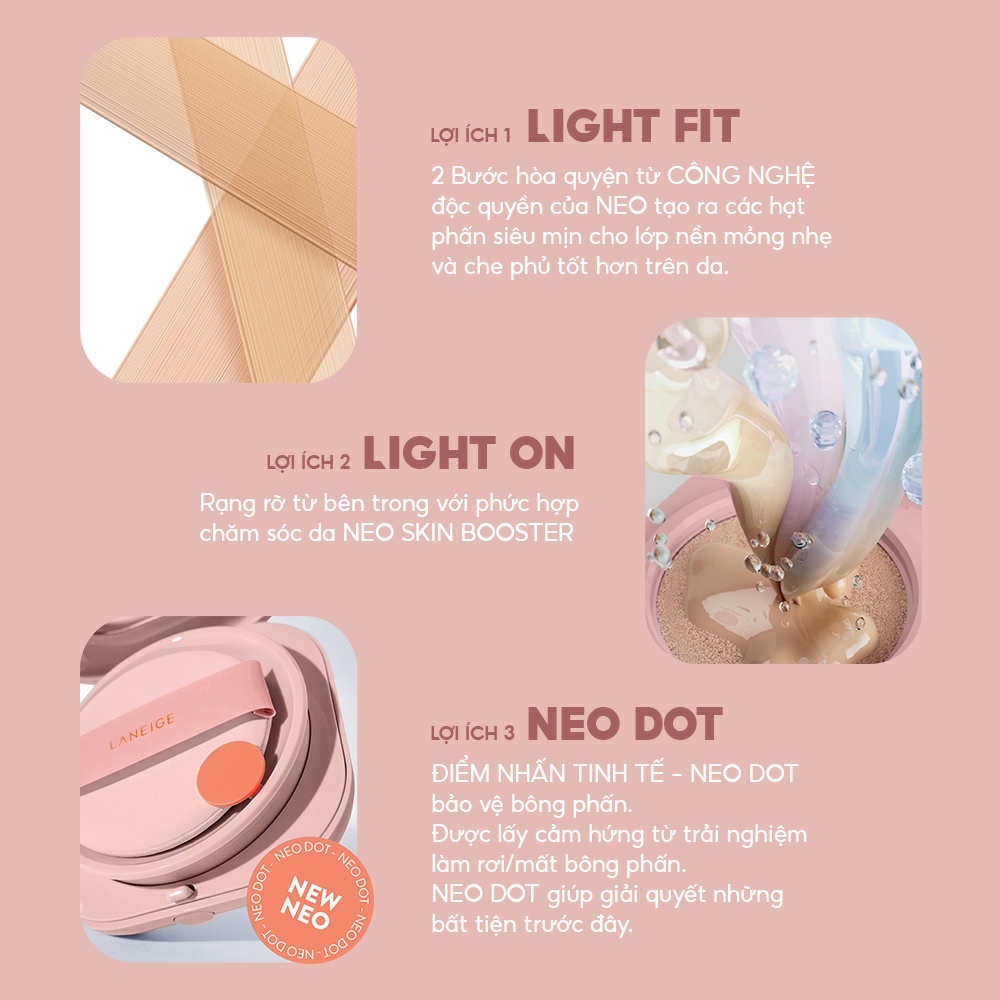 LỢI ÍCH 1 LIGHT FIT
2 Bước hòa quyện từ CÔNG NGHỆ
độc quyền của NEO tạo ra các hạt
phấn siêu mịn cho lớp nền mỏng nhẹ
và che phủ tốt hơn trên da.
LỢI ÍCH 2 LIGHT ON
Rạng rỡ từ bên trong với phức hợp
chăm sóc da NEO SKIN BOOSTER
LANEIGE
NEO DOT - NEO DOT - NEO DOT - NEO DOT - NEO DOT -
NEW
NEO
LỢI ÍCH 3 NEO DOT
ĐIỂM NHẤN TINH TẾ - NEO DOT
bảo vệ bông phấn.
Được lấy cảm hứng từ trải nghiệm
làm rơi/mất bông phấn.
NEO DOT giúp giải quyết những
bất tiện trước đây.